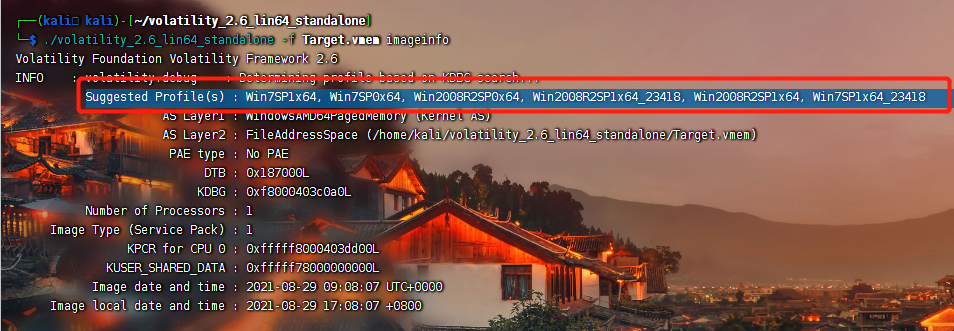 ┌──(kali㉿kali)-[~/volatility_2.6_lin64_standalone]
└─$ ./volatility_2.6_lin64_standalone -f Target.vmem imageinfo
Volatility Foundation Volatility Framework 2.6
INFO    : volatility.debug    : Determining profile based on KDBG search...
Suggested Profile(s) : Win7SP1x64, Win7SP0x64, Win2008R2SP0x64, Win2008R2SP1x64_23418, Win2008R2SP1x64, Win7SP1x64_23418
AS Layer1 : WindowsAMD64PagedMemory (Kernel AS)
AS Layer2 : FileAddressSpace (/home/kali/volatility_2.6_lin64_standalone/Target.vmem)
PAE type : No PAE
DTB : 0x187000L
KDBG : 0xf8000403c0a0L
Number of Processors : 1
Image Type (Service Pack) : 1
KPCR for CPU 0 : 0xfffff8000403dd00L
KUSER_SHARED_DATA : 0xfffff78000000000L
Image date and time : 2021-08-29 09:08:07 UTC+0000
Image local date and time : 2021-08-29 17:08:07 +0800